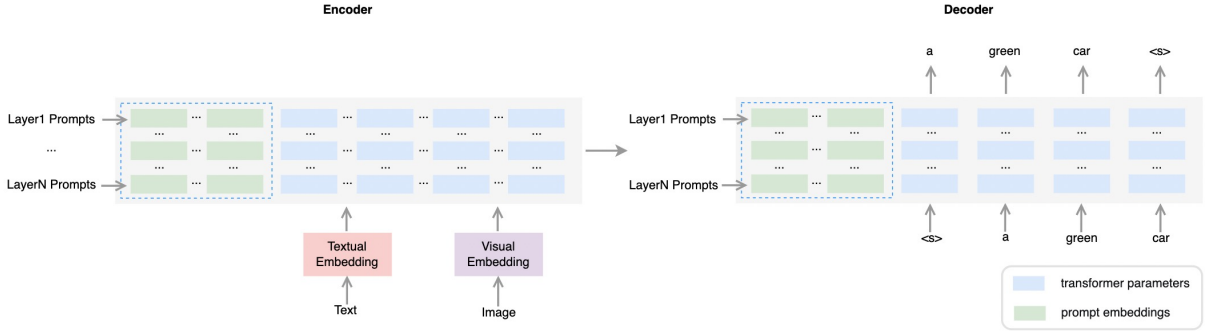 Encoder
Decoder
a green car <s>
Layer1 Prompts
...
LayerN Prompts
... ... ... ...
... ... ... ... ...
... ... ... ...
... ... ... ... ...
... ... ... ...
Textual Embedding
Visual Embedding
Text
Image
Layer1 Prompts
LayerN Prompts
...
... ... ... ... ... ...
...
... ... ... ... ... ...
...
<s> a green car
transformer parameters
prompt embeddings